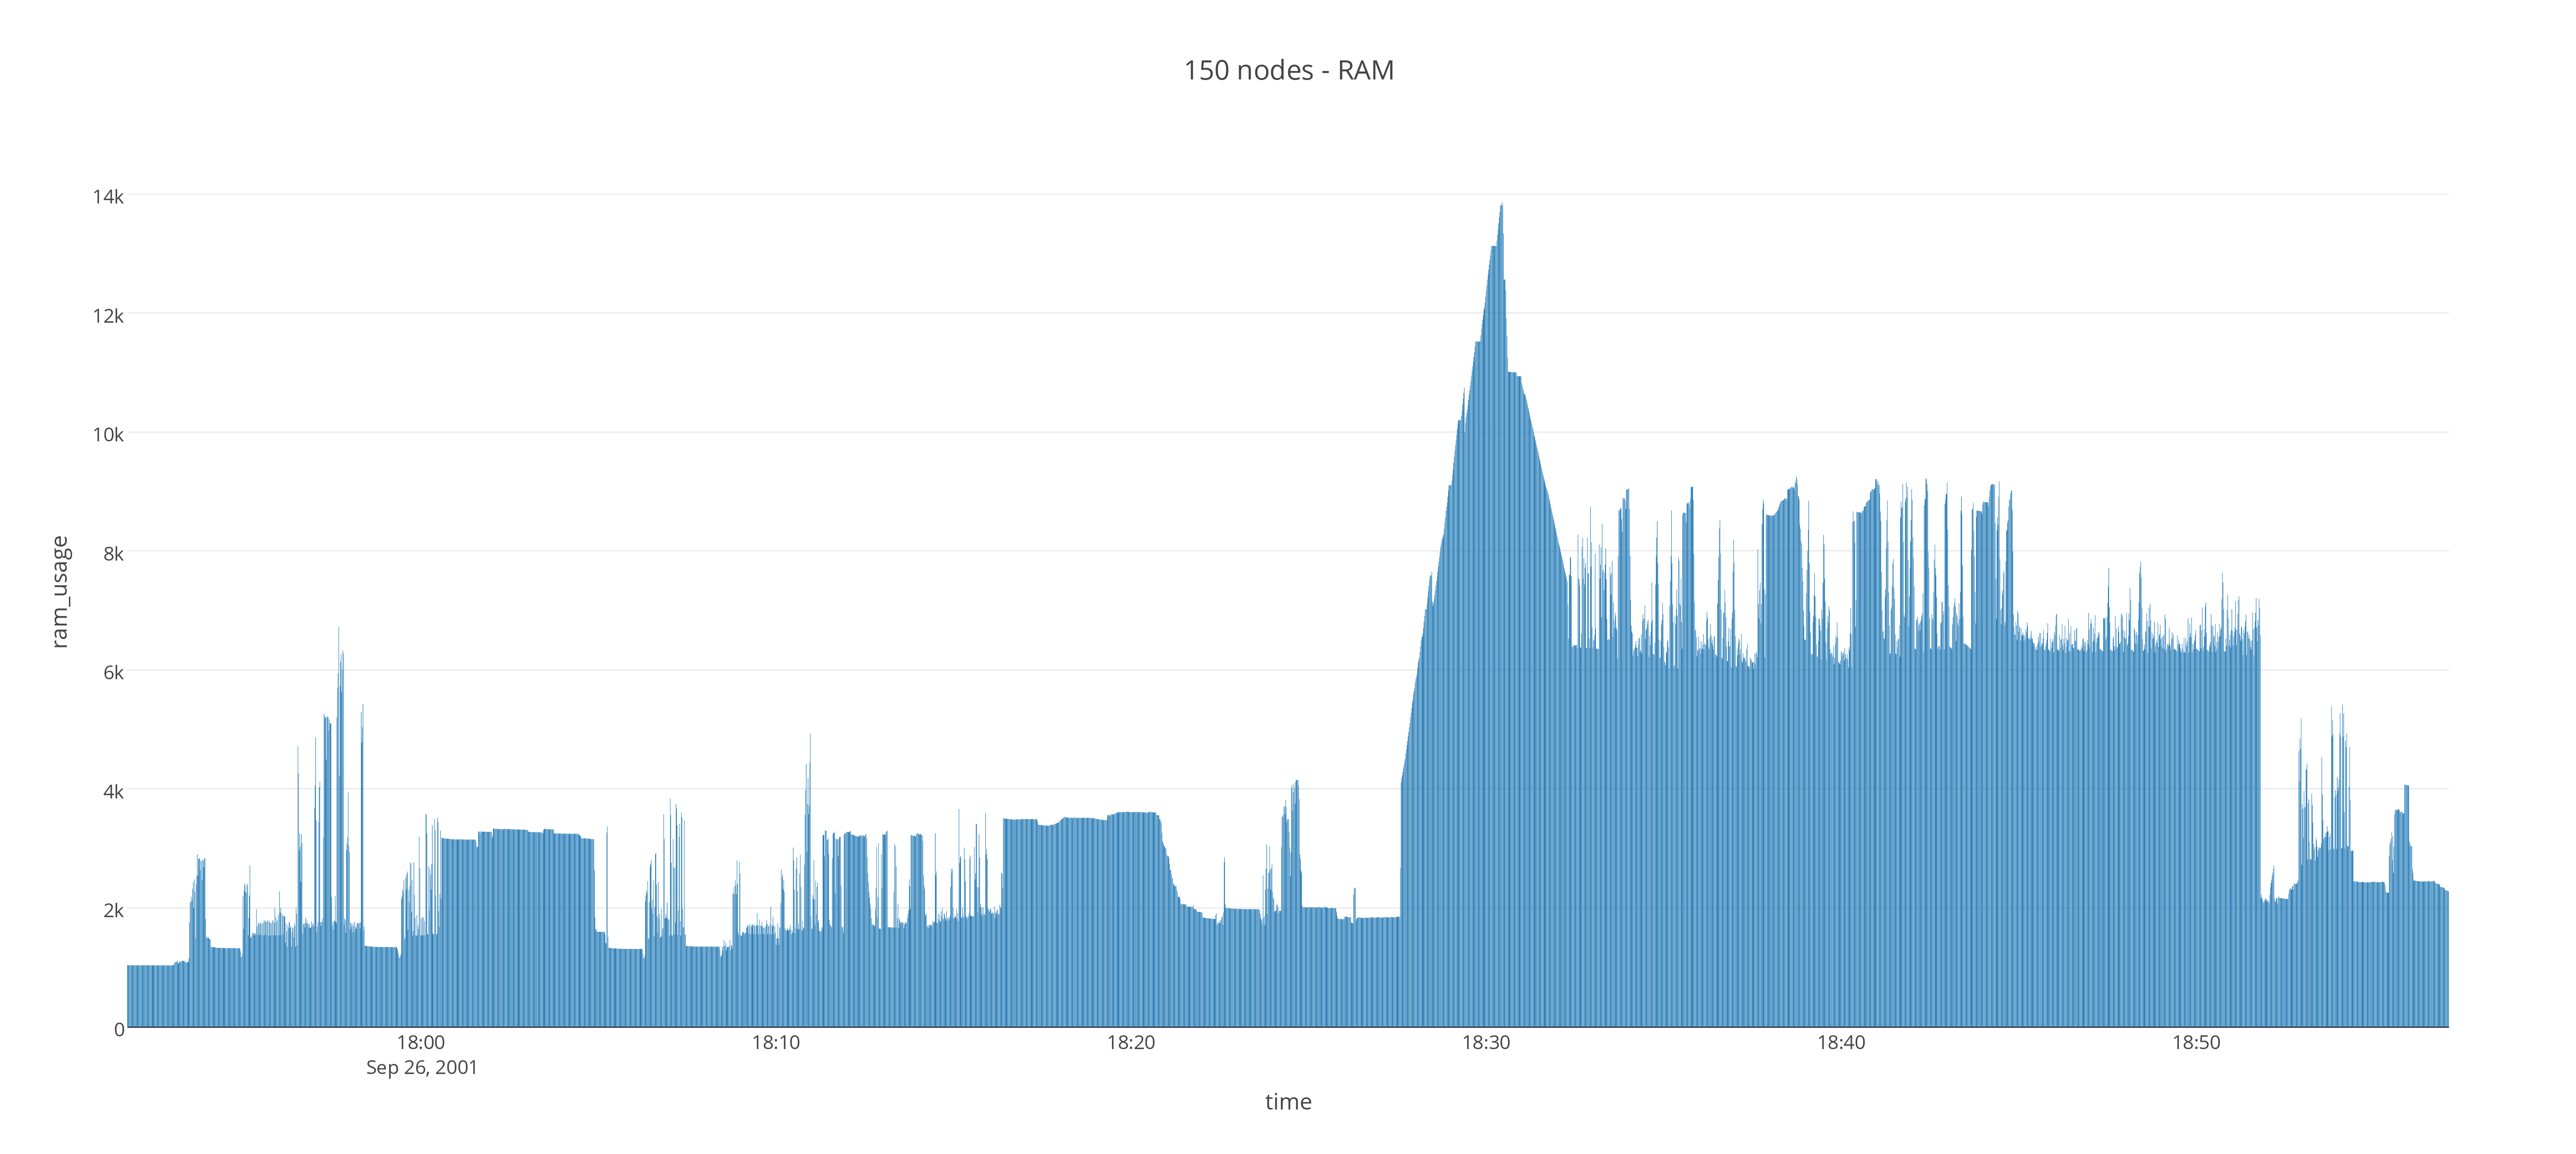 150 nodes - RAM
14k
12k
10k
8k
6k
4k
2k
0
ram_usage
18:00 18:10 18:20 18:30 18:40 18:50
Sep 26, 2001
time